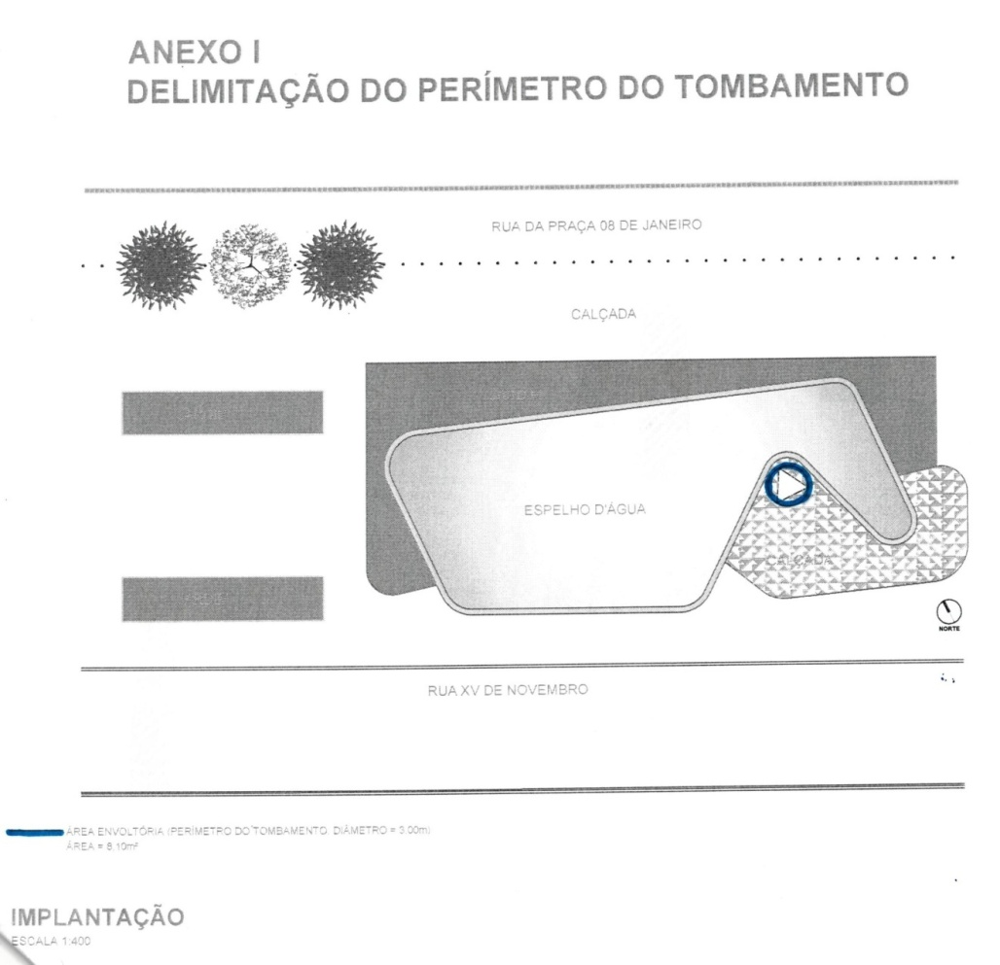 ANEXO I
DELIMITAÇÃO DO PERÍMETRO DO TOMBAMENTO
RUA DA PRAÇA 08 DE JANEIRO
CALÇADA
ESPELHO D'ÁGUA
CALÇADA
NORTE
RUA XV DE NOVEMBRO
ÁREA ENVOLTÓRIA (PERÍMETRO DO TOMBAMENTO. DIÂMETRO = 3.00m)
ÁREA = 8.10m²
IMPLANTAÇÃO
ESCALA 1:400